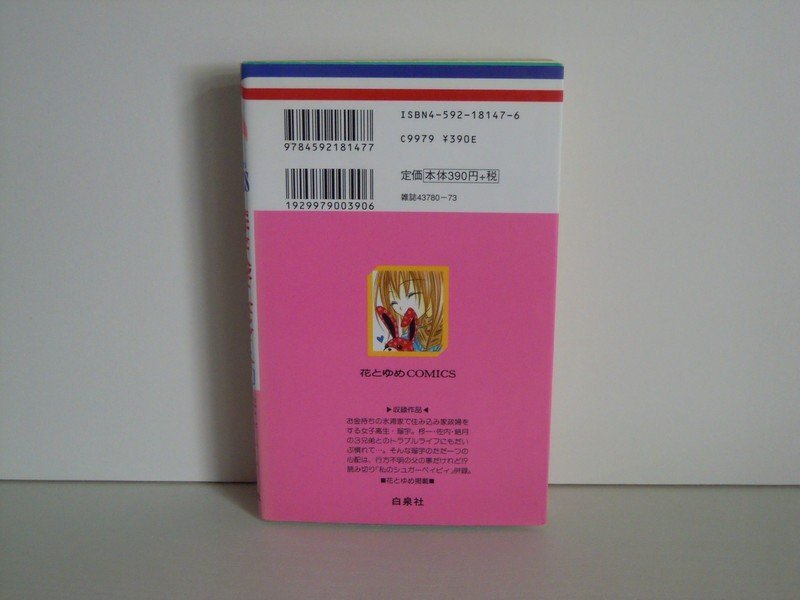 ISBN4-592-18147-6
9784592181477
C9979 ¥390E
定価 本体390円+税
1929979003906
雑誌43780-73
花とゆめCOMICS
▶収録作品◀
お金持ちの氷浦家で住み込み家政婦を
する女子高生・瑠宇。柊一・佐内・皓月
の3兄弟とのトラブルライフにもだい
ぶ慣れて…。そんな瑠宇のただ一つの
心配は、行方不明の父の事だけれど!?
読み切り「私のシュガーベイビィ」併録。
■花とゆめ掲載■
白泉社